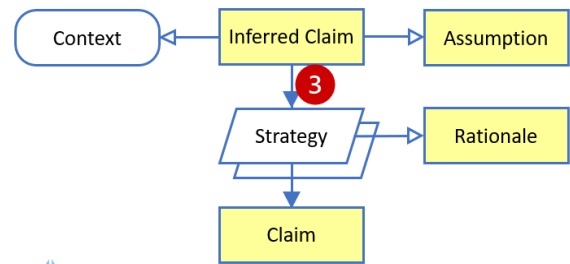 Context
Inferred Claim
Assumption
3
Strategy
Rationale
Claim